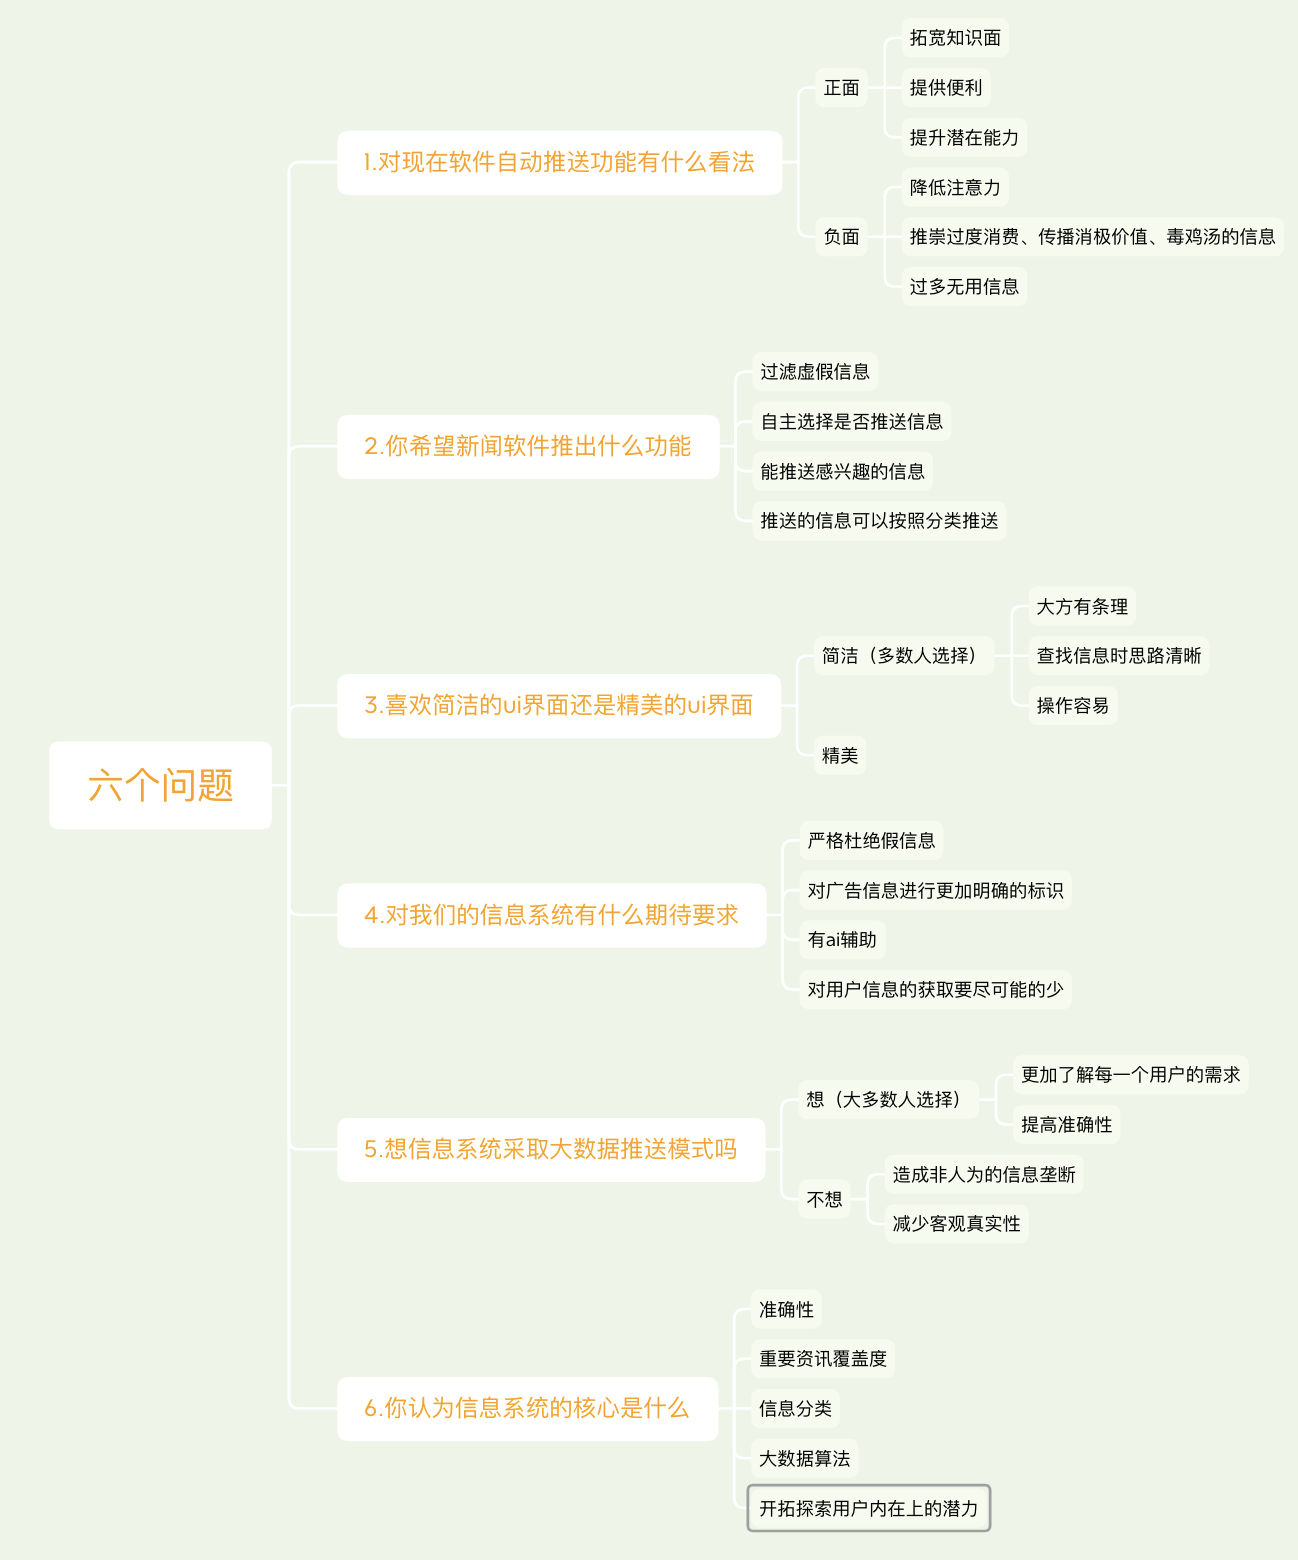 六个问题
1.对现在软件自动推送功能有什么看法
正面
拓宽知识面
提供便利
提升潜在能力
负面
降低注意力
推崇过度消费、传播消极价值、毒鸡汤的信息
过多无用信息
2.你希望新闻软件推出什么功能
过滤虚假信息
自主选择是否推送信息
能推送感兴趣的信息
推送的信息可以按照分类推送
3.喜欢简洁的ui界面还是精美的ui界面
简洁（多数人选择）
大方有条理
查找信息时思路清晰
操作容易
精美
4.对我们的信息系统有什么期待要求
严格杜绝假信息
对广告信息进行更加明确的标识
有ai辅助
对用户信息的获取要尽可能的少
5.想信息系统采取大数据推送模式吗
想（大多数人选择）
更加了解每一个用户的需求
提高准确性
不想
造成非人为的信息垄断
减少客观真实性
6.你认为信息系统的核心是什么
准确性
重要资讯覆盖度
信息分类
大数据算法
开拓探索用户内在上的潜力